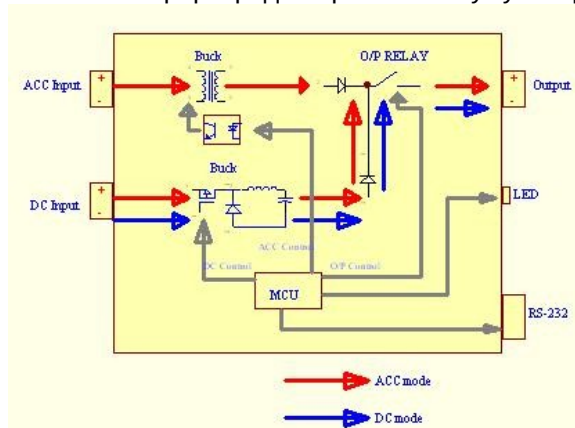 Buck
O/P RELAY
ACC Input
+
-
+
-
Output
Buck
DC Input
+
-
LED
ACC Control
DC Control
O/P Control
MCU
RS-232
ACC mode
DC mode